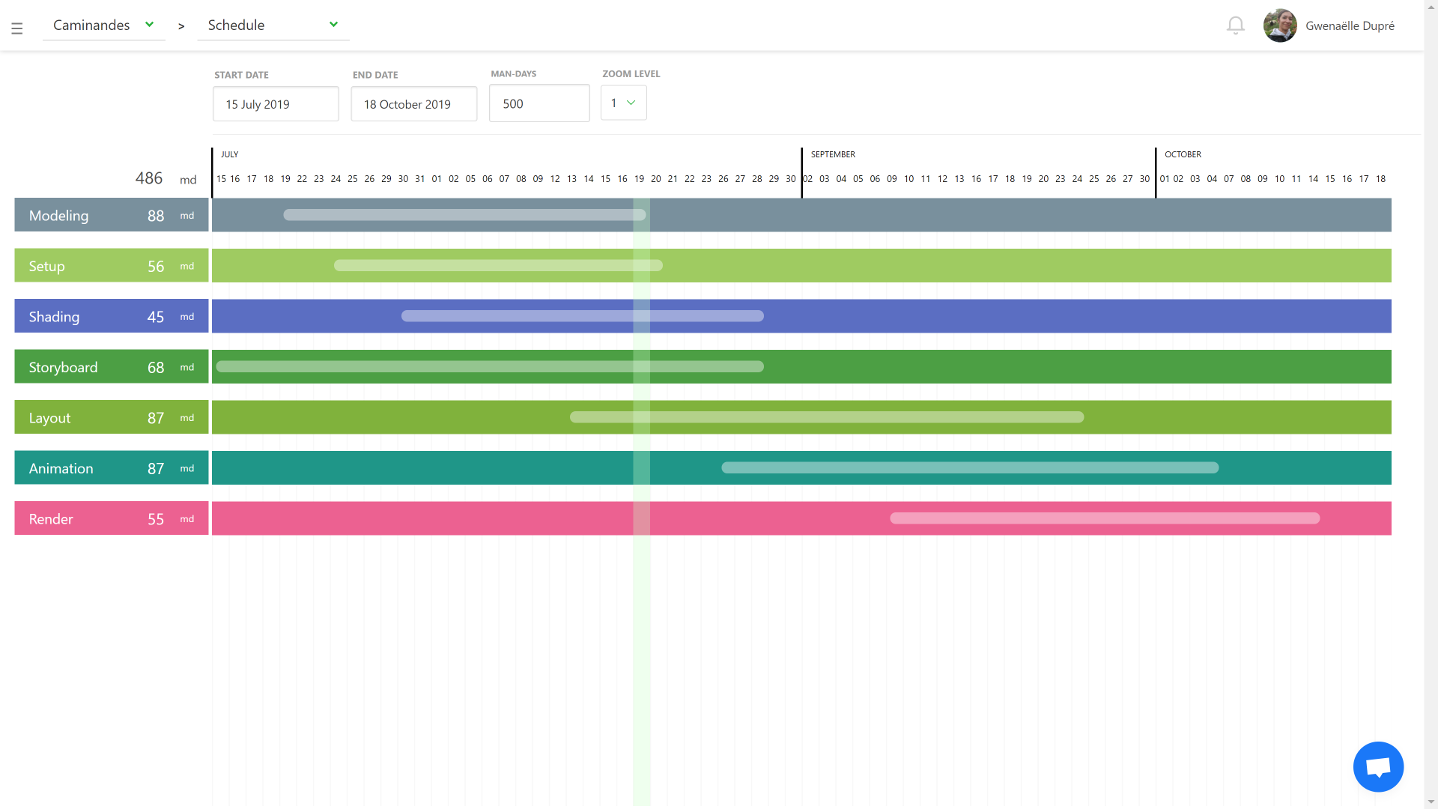 Caminandes > Schedule Gwenaëlle Dupré
START DATE END DATE MAN-DAYS ZOOM LEVEL
15 July 2019 18 October 2019 500 1
JULY SEPTEMBER OCTOBER
486 md 15 16 17 18 19 22 23 24 25 26 29 30 31 01 02 05 06 07 08 09 12 13 14 15 16 19 20 21 22 23 26 27 28 29 30 02 03 04 05 06 09 10 11 12 13 16 17 18 19 20 23 24 25 26 27 30 01 02 03 04 07 08 09 10 11 14 15 16 17 18
Modeling 88 md
Setup 56 md
Shading 45 md
Storyboard 68 md
Layout 87 md
Animation 87 md
Render 55 md